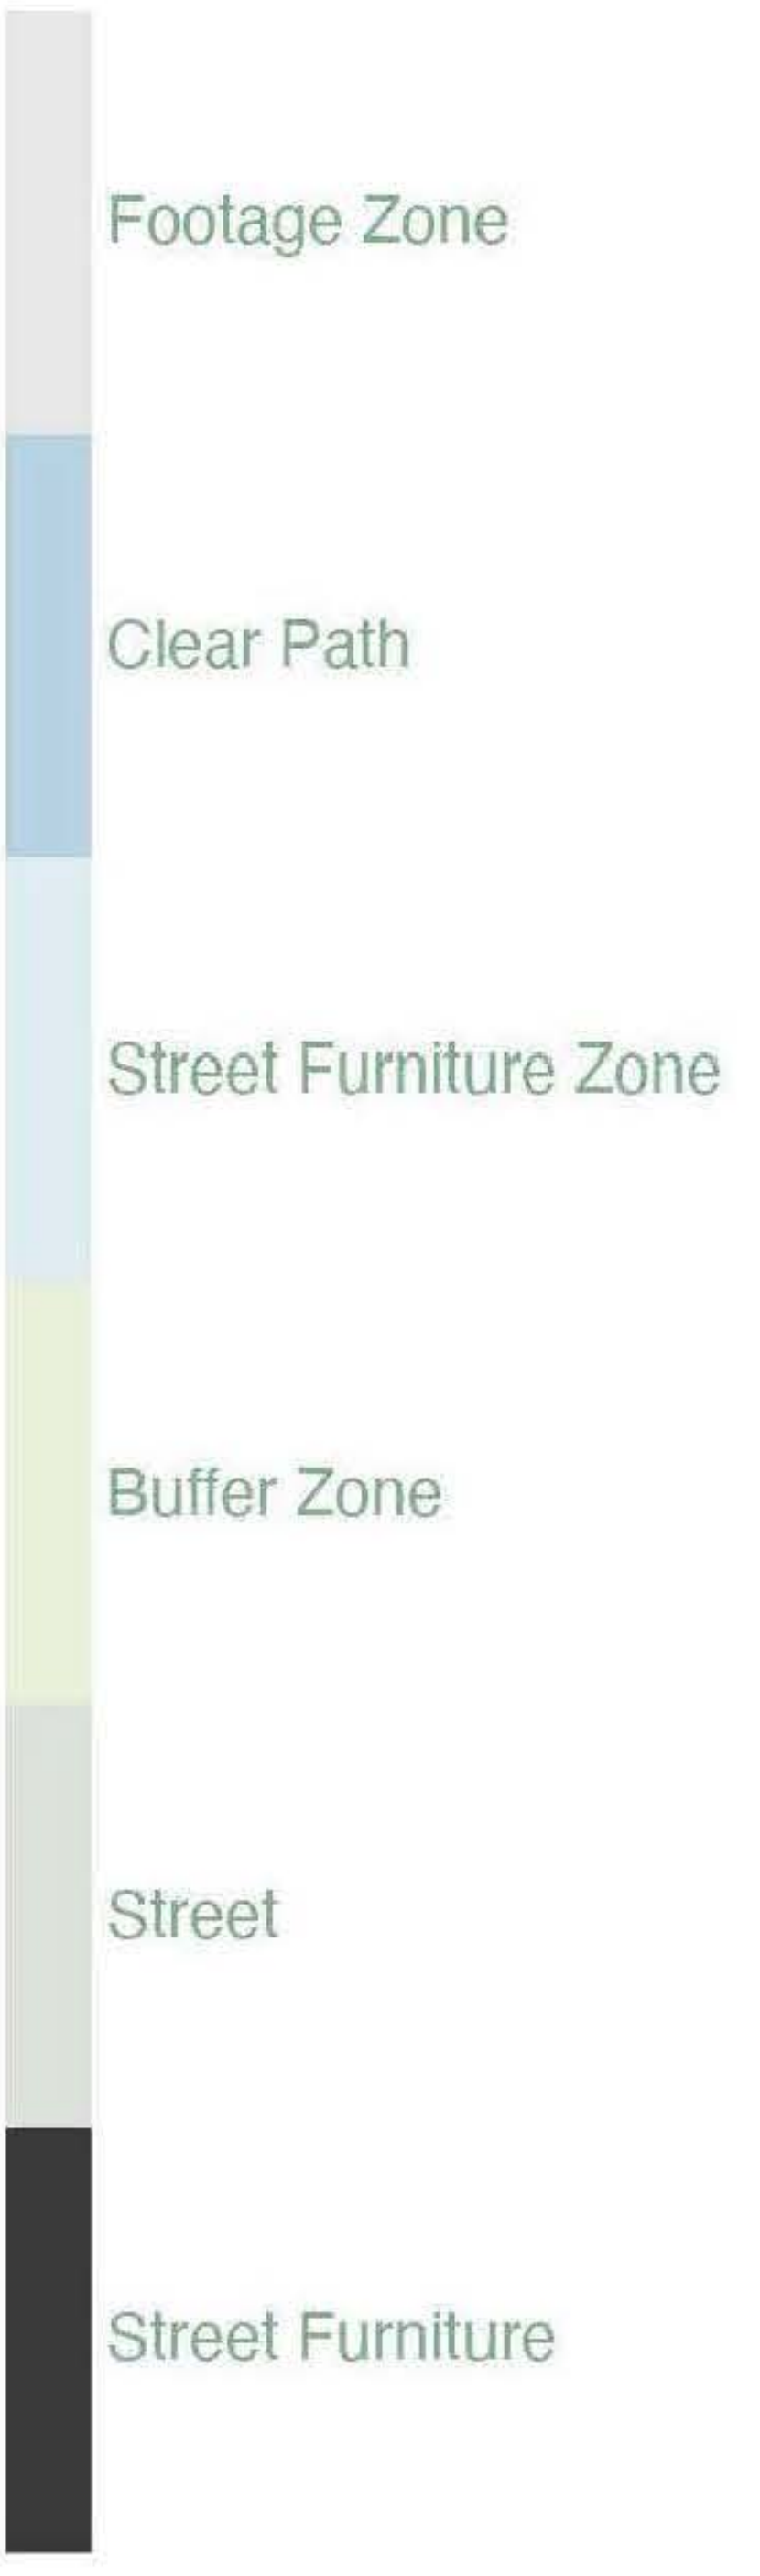 Footage Zone
Clear Path
Street Furniture Zone
Buffer Zone
Street
Street Furniture